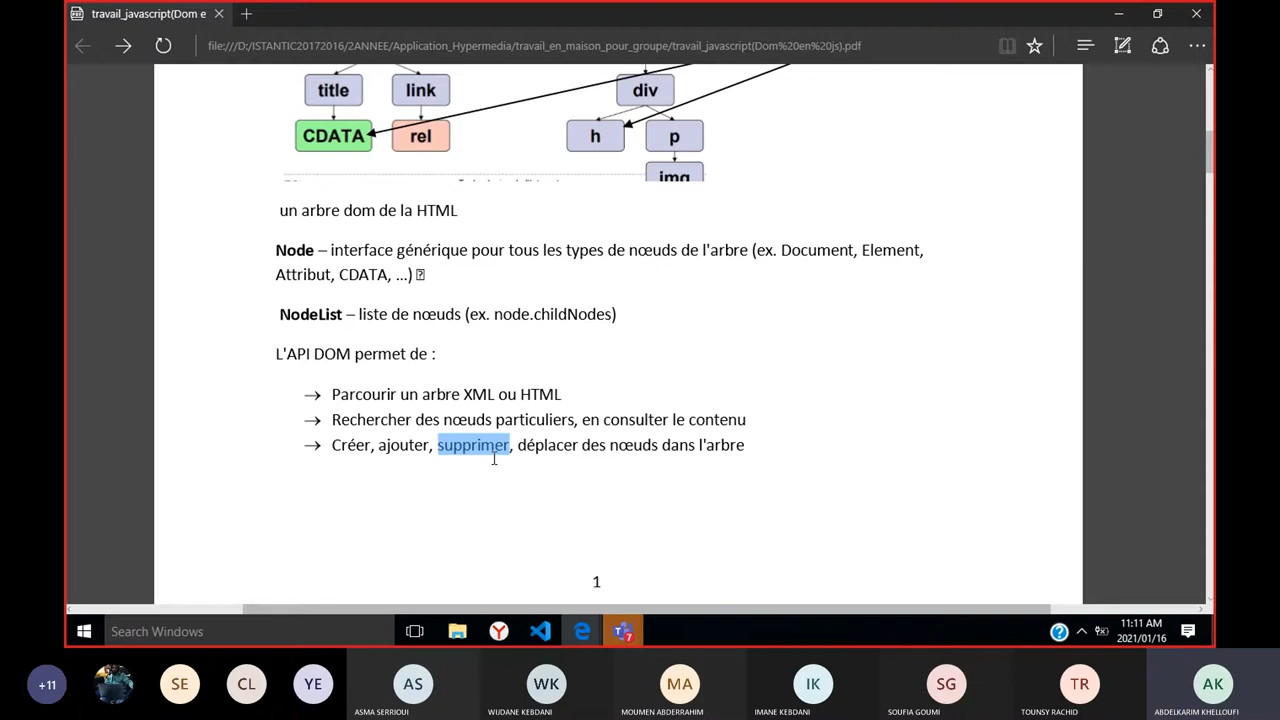 travail_javascript(Dom e
file:///D:/ISTANTIC20172016/2ANNEE/Application_Hypermedia/travail_en_maison_pour_groupe/travail_javascript(Dom%20en%20js).pdf
title
link
div
CDATA
rel
h
p
img
un arbre dom de la HTML
Node – interface générique pour tous les types de nœuds de l'arbre (ex. Document, Element,
Attribut, CDATA, ...)
NodeList – liste de nœuds (ex. node.childNodes)
L'API DOM permet de :
→ Parcourir un arbre XML ou HTML
→ Rechercher des nœuds particuliers, en consulter le contenu
→ Créer, ajouter, supprimer, déplacer des nœuds dans l'arbre
1
Search Windows
7
11:11 AM
2021/01/16
+11
SE
CL
YE
AS
WK
MA
IK
SG
TR
AK
ASMA SERRIOUI
WIJDANE KEBDANI
MOUMEN ABDERRAHIM
IMANE KEBDANI
SOUFIA GOUMI
TOUNSY RACHID
ABDELKARIM KHELLOUFI